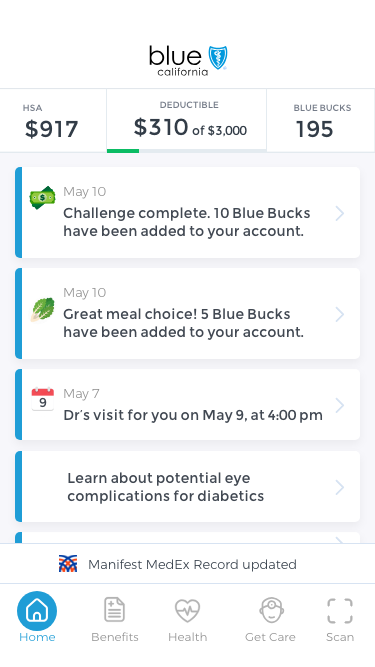 blue
california
HSA
$917
DEDUCTIBLE
$310 of $3,000
BLUE BUCKS
195
May 10
Challenge complete. 10 Blue Bucks
have been added to your account.
May 10
Great meal choice! 5 Blue Bucks
have been added to your account.
9
May 7
Dr's visit for you on May 9, at 4:00 pm
Learn about potential eye
complications for diabetics
Manifest MedEx Record updated
Home
Benefits
Health
Get Care
Scan